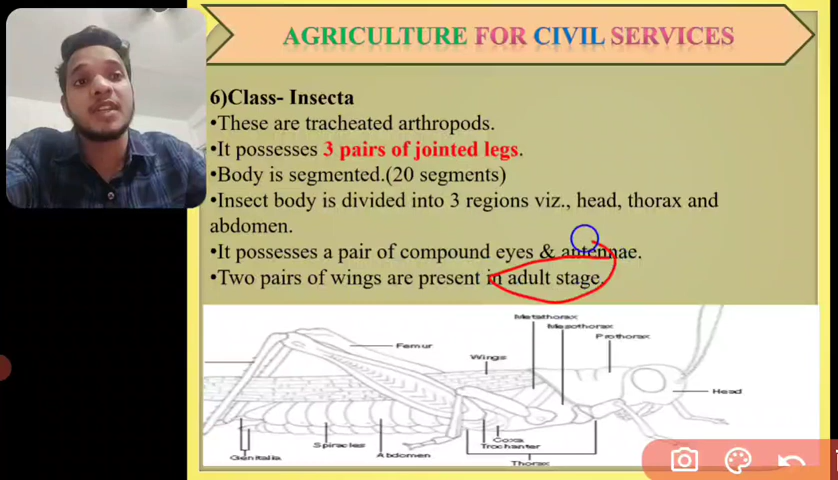 AGRICULTURE FOR CIVIL SERVICES
6)Class- Insecta
•These are tracheated arthropods.
•It possesses 3 pairs of jointed legs.
•Body is segmented.(20 segments)
•Insect body is divided into 3 regions viz., head, thorax and
abdomen.
•It possesses a pair of compound eyes & antennae.
•Two pairs of wings are present in adult stage.
Metathorax
Mesothorax
Prothorax
Femur
Wings
Head
Spiracles
Coxa
Trochanter
Genitalia
Abdomen
Thorax